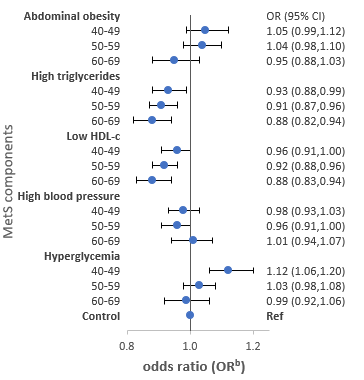 Abdominal obesity OR (95% CI)
40-49 1.05 (0.99,1.12)
50-59 1.04 (0.98,1.10)
60-69 0.95 (0.88,1.03)
High triglycerides
40-49 0.93 (0.88,0.99)
50-59 0.91 (0.87,0.96)
60-69 0.88 (0.82,0.94)
Low HDL-c
40-49 0.96 (0.91,1.00)
50-59 0.92 (0.88,0.96)
60-69 0.88 (0.83,0.94)
High blood pressure
40-49 0.98 (0.93,1.03)
50-59 0.96 (0.91,1.00)
60-69 1.01 (0.94,1.07)
Hyperglycemia
40-49 1.12 (1.06,1.20)
50-59 1.03 (0.98,1.08)
60-69 0.99 (0.92,1.06)
Control Ref
MetS components
0.8 1.0 1.2
odds ratio (ORᵇ)